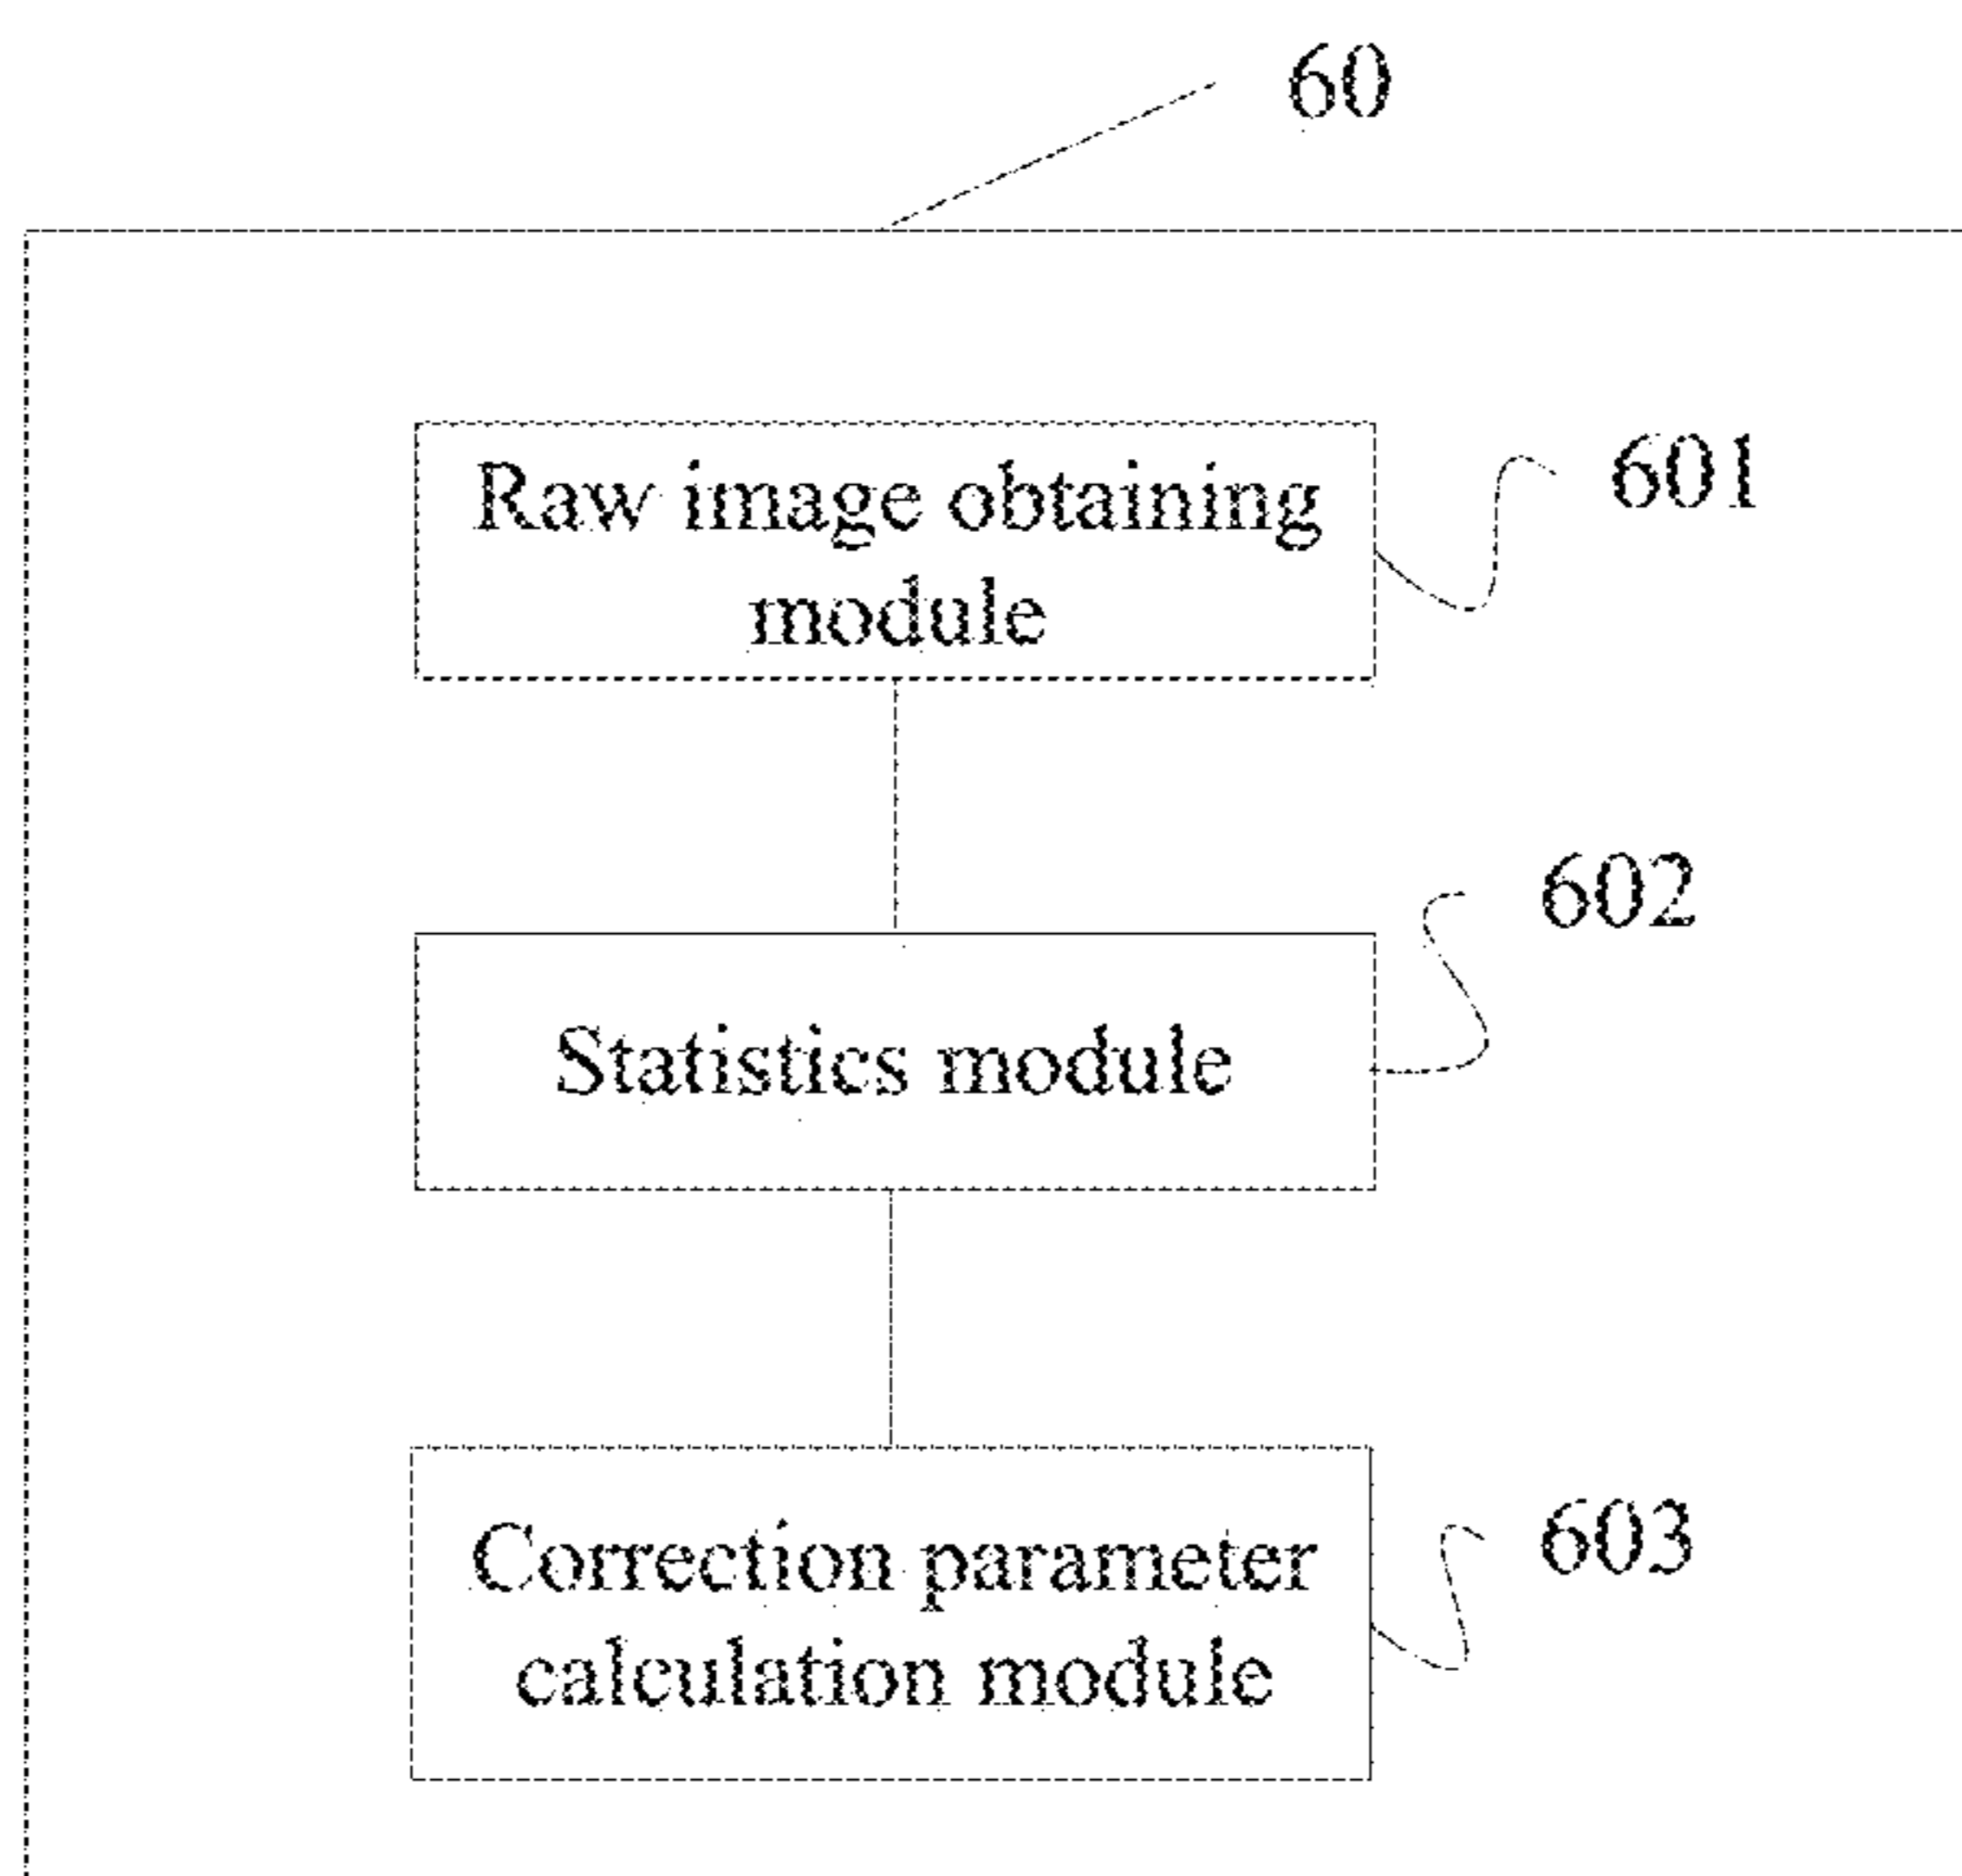 60
Raw image obtaining
module
601
602
Statistics module
603
Correction parameter
calculation module